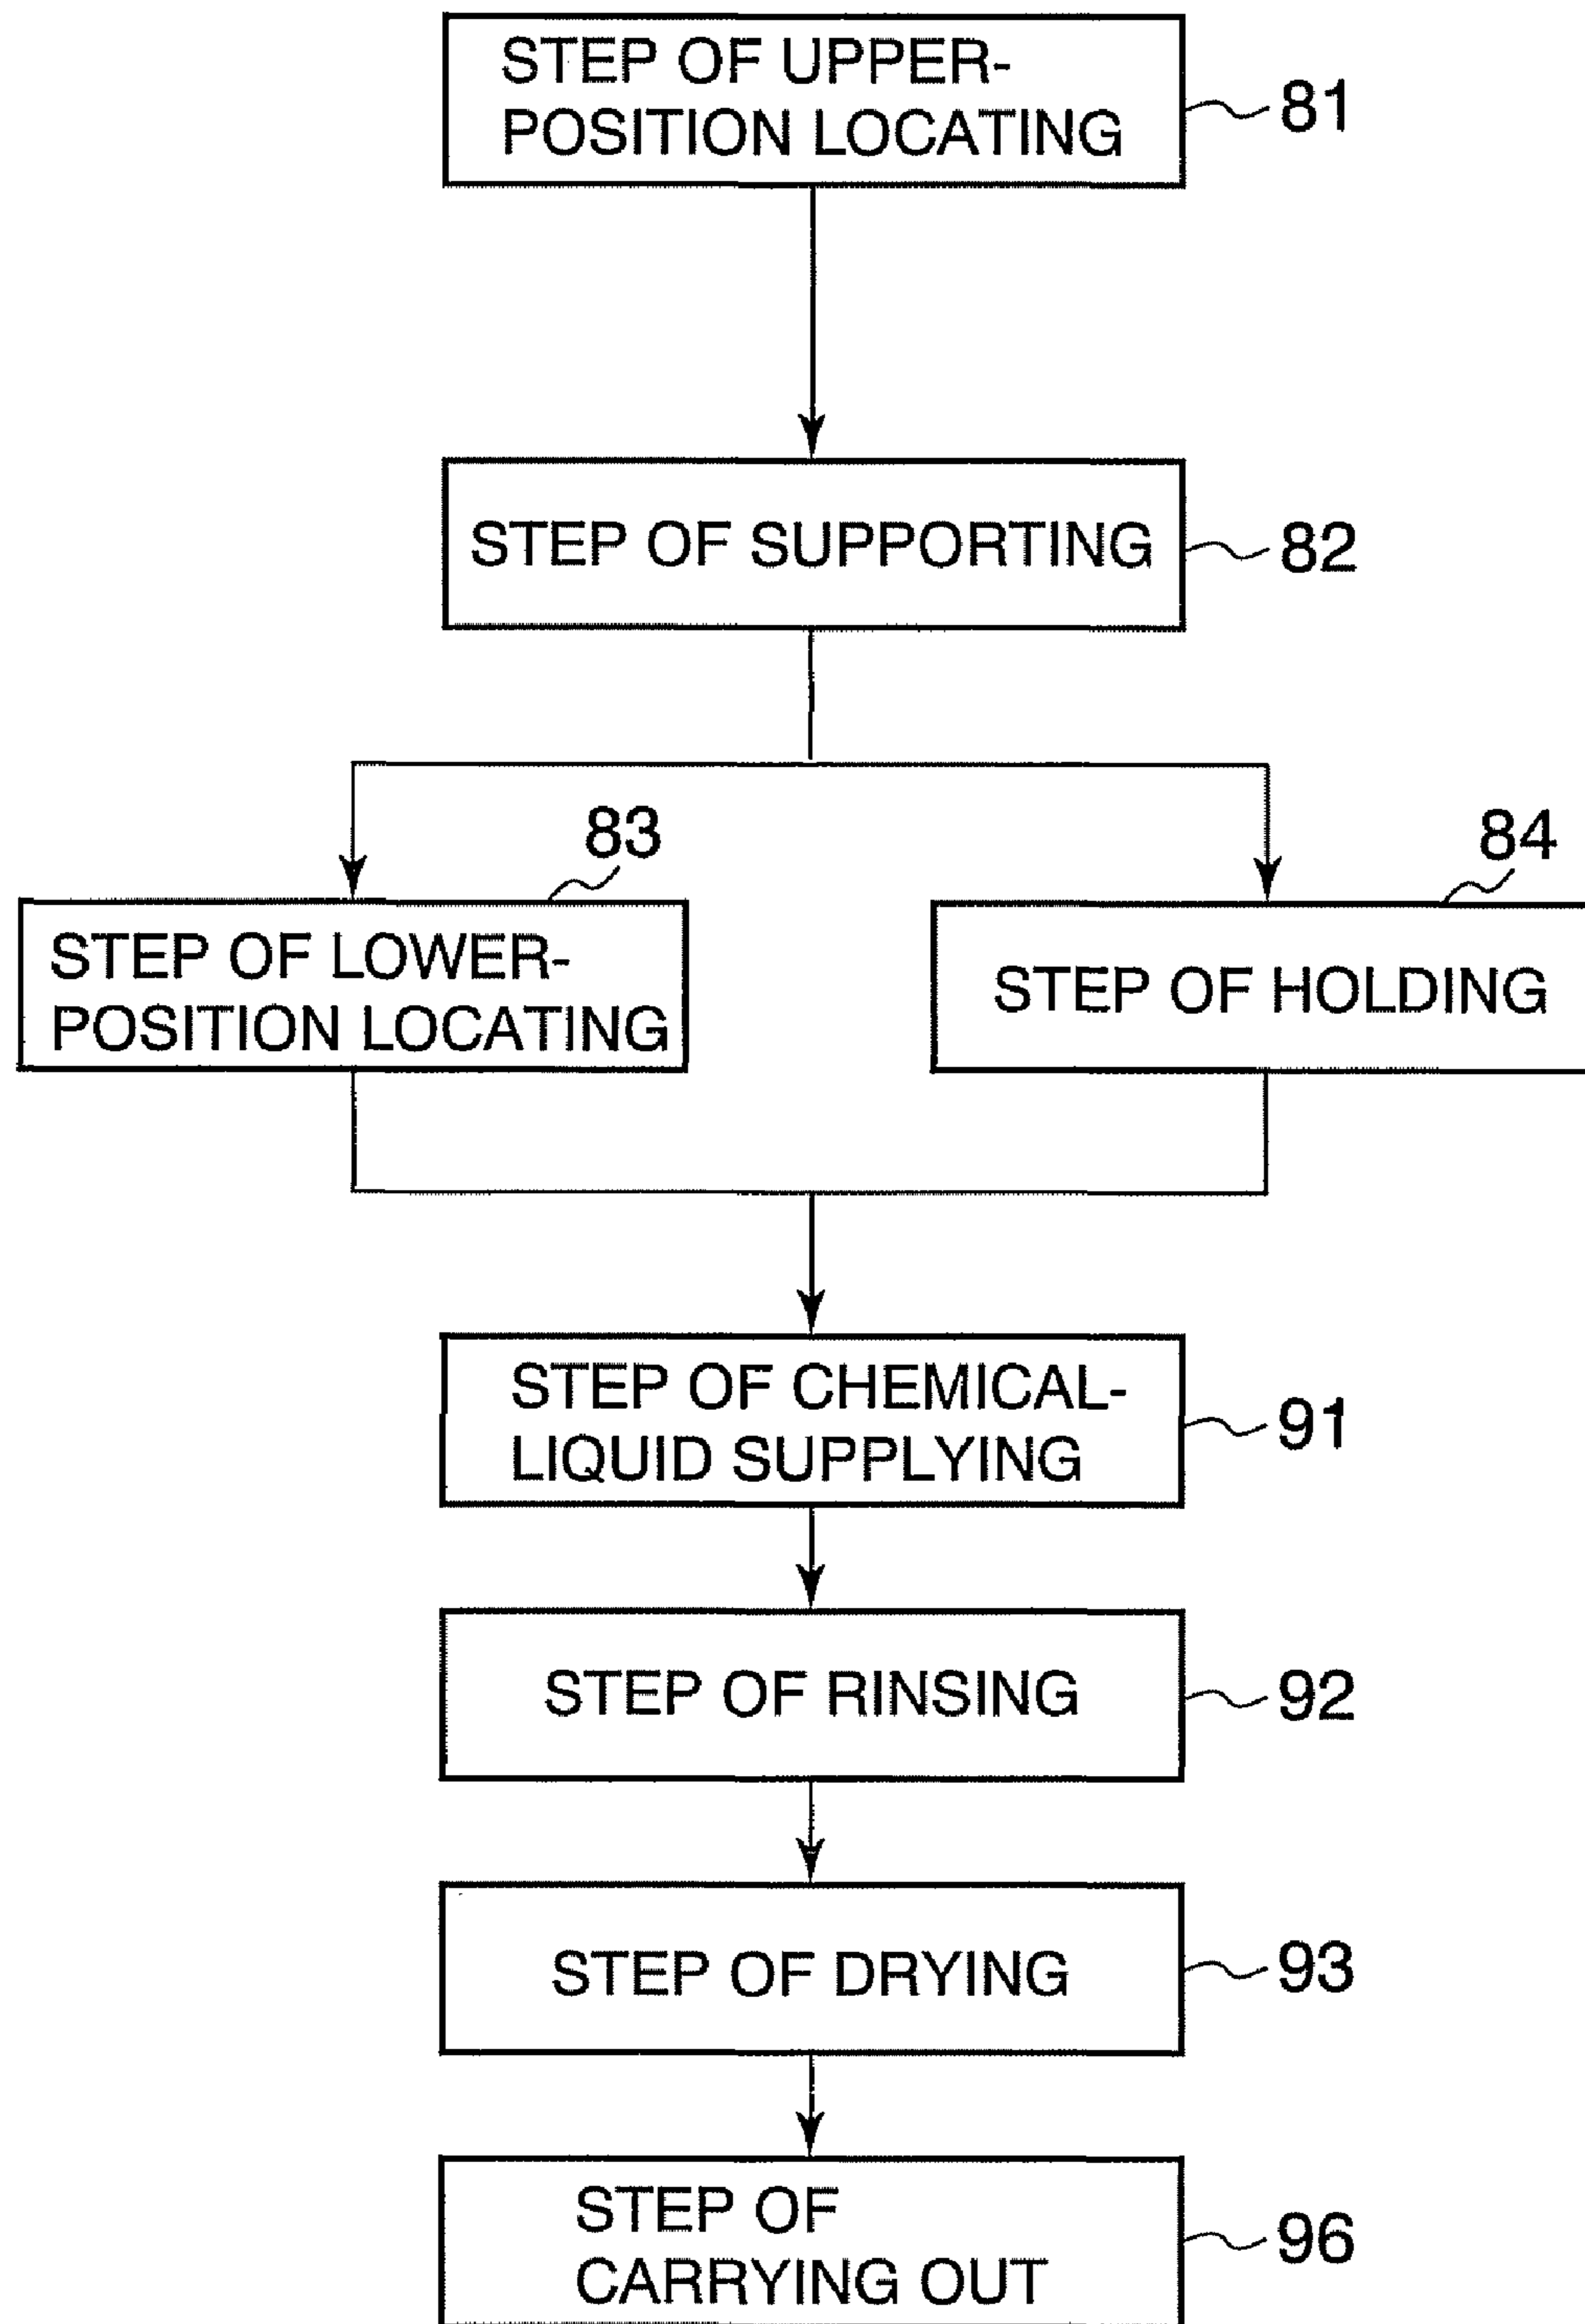 STEP OF UPPER-
POSITION LOCATING
81
STEP OF SUPPORTING
82
83
84
STEP OF LOWER-
POSITION LOCATING
STEP OF HOLDING
STEP OF CHEMICAL-
LIQUID SUPPLYING
91
STEP OF RINSING
92
STEP OF DRYING
93
STEP OF
CARRYING OUT
96